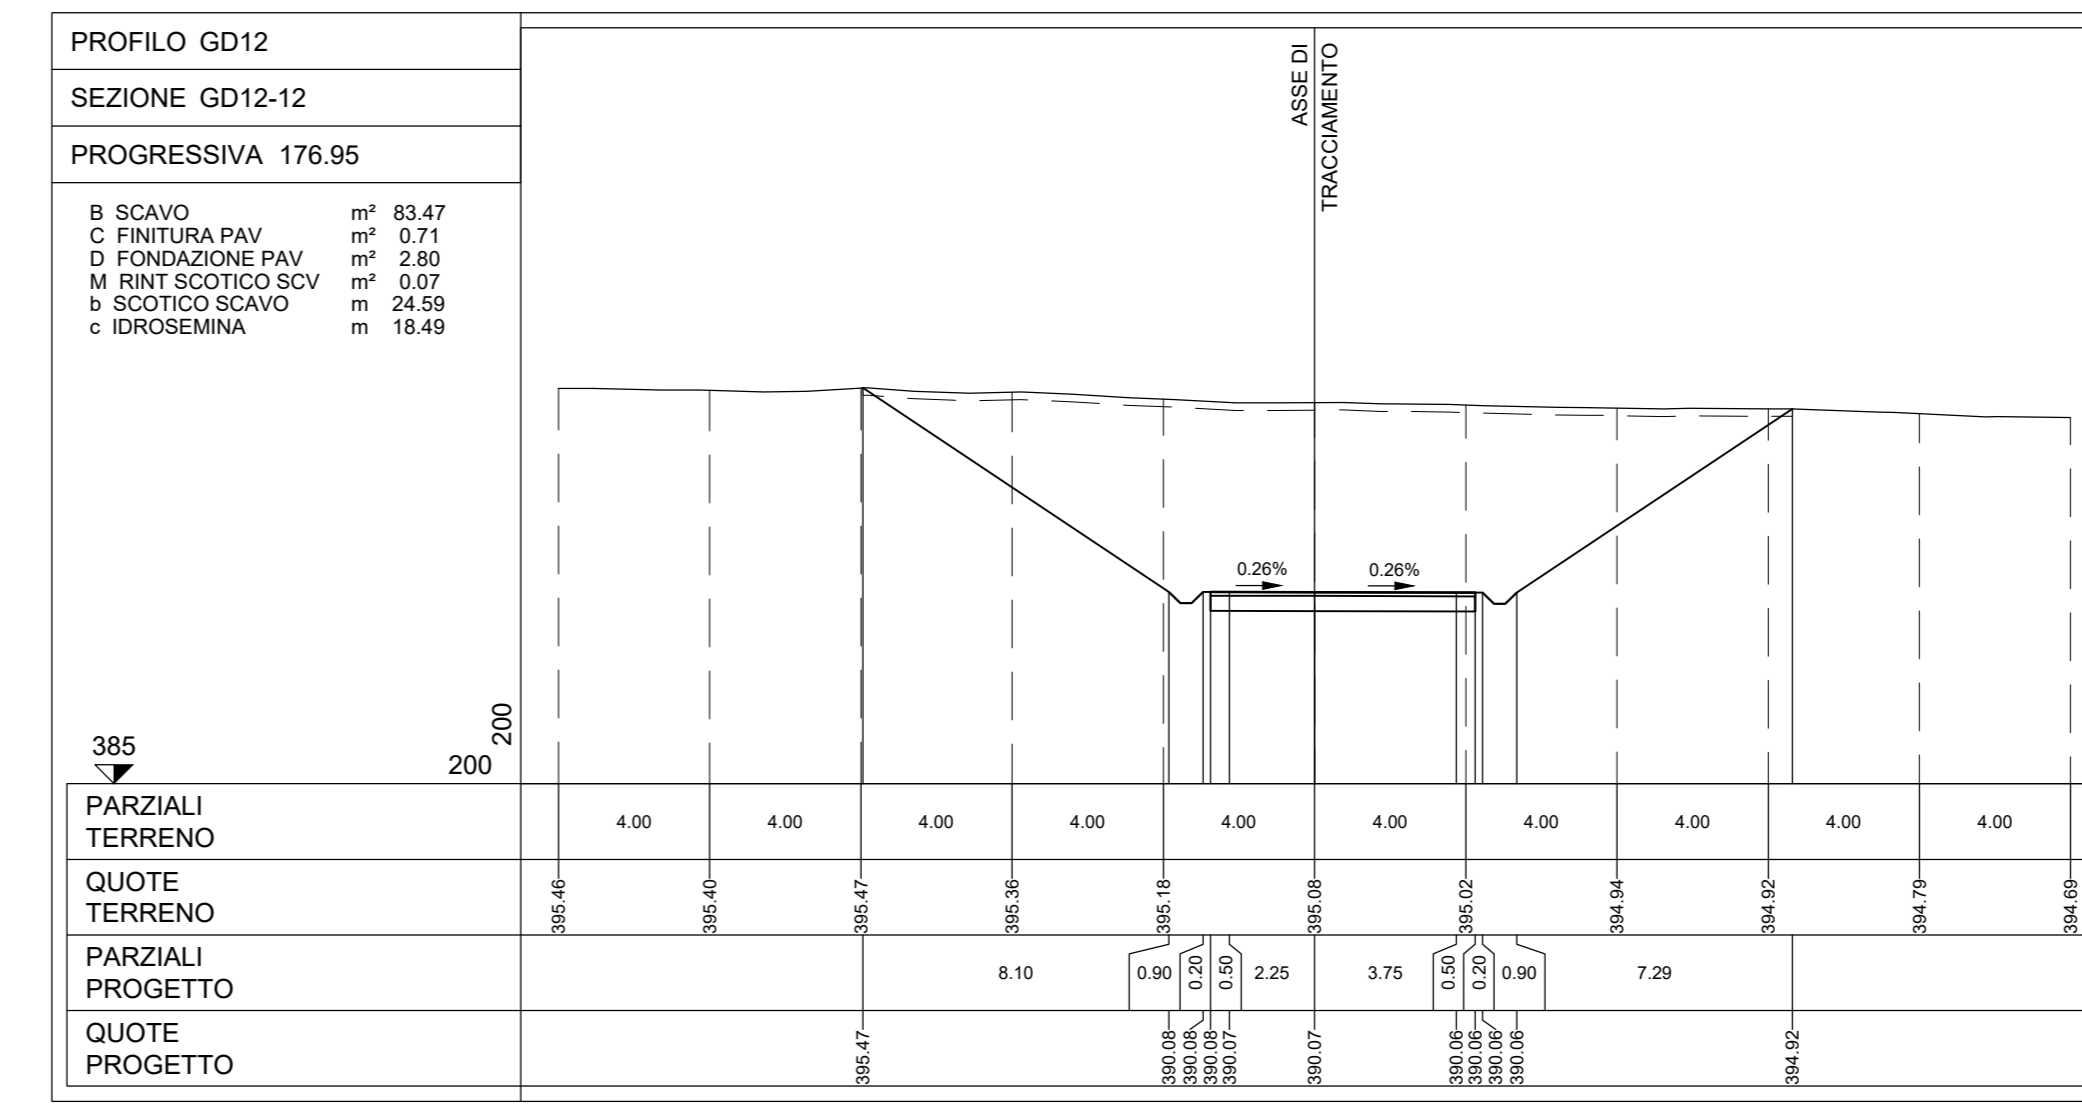 PROFILO GD12
SEZIONE GD12-12
PROGRESSIVA 176.95
B SCAVO m² 83.47
C FINITURA PAV m² 0.71
D FONDAZIONE PAV m² 2.80
M RINT SCOTICO SCV m² 0.07
b SCOTICO SCAVO m 24.59
c IDROSEMINA m 18.49
ASSE DI
TRACCIAMENTO
0.26% 0.26%
385
200
200
PARZIALI
TERRENO
4.00 4.00 4.00 4.00 4.00 4.00 4.00 4.00 4.00 4.00
QUOTE
TERRENO
395.46 395.40 395.47 395.36 395.18 395.08 395.02 394.94 394.92 394.79 394.69
PARZIALI
PROGETTO
8.10 0.90 0.20 0.50 2.25 3.75 0.50 0.20 0.90 7.29
QUOTE
PROGETTO
395.47 390.08 390.08 390.08 390.07 390.07 390.06 390.06 390.06 390.06 394.92